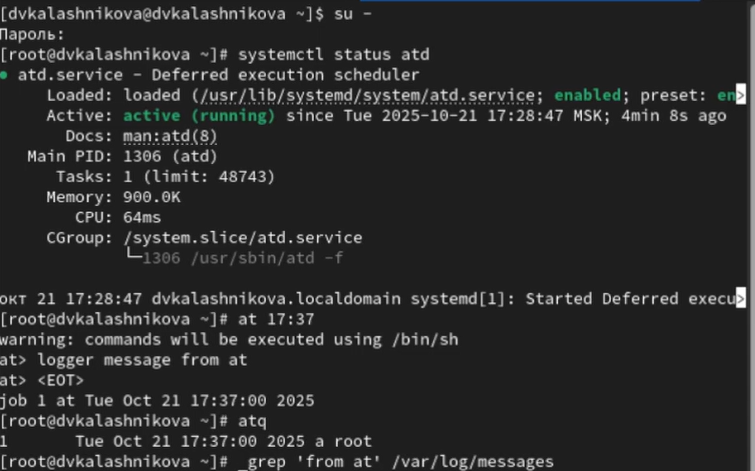 [dvkalashnikova@dvkalashnikova ~]$ su -
Пароль:
[root@dvkalashnikova ~]# systemctl status atd
● atd.service - Deferred execution scheduler
     Loaded: loaded (/usr/lib/systemd/system/atd.service; enabled; preset: en>
     Active: active (running) since Tue 2025-10-21 17:28:47 MSK; 4min 8s ago
       Docs: man:atd(8)
   Main PID: 1306 (atd)
      Tasks: 1 (limit: 48743)
     Memory: 900.0K
        CPU: 64ms
     CGroup: /system.slice/atd.service
             └─1306 /usr/sbin/atd -f
окт 21 17:28:47 dvkalashnikova.localdomain systemd[1]: Started Deferred execu>
[root@dvkalashnikova ~]# at 17:37
warning: commands will be executed using /bin/sh
at> logger message from at
at> <EOT>
job 1 at Tue Oct 21 17:37:00 2025
[root@dvkalashnikova ~]# atq
1       Tue Oct 21 17:37:00 2025 a root
[root@dvkalashnikova ~]# _grep 'from at' /var/log/messages